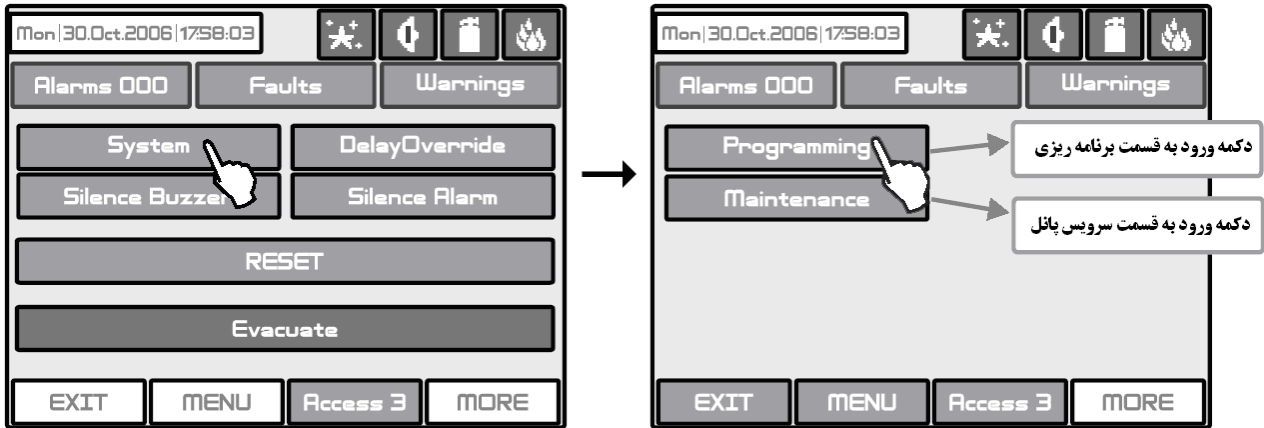 Mon|30.Oct.2006|17:58:03
Alarms 000 Faults Warnings
System DelayOverride
Silence Buzzer Silence Alarm
RESET
Evacuate
EXIT MENU Access 3 MORE
Mon|30.Oct.2006|17:58:03
Alarms 000 Faults Warnings
Programming
دکمه ورود به قسمت برنامه ریزی
Maintenance
دکمه ورود به قسمت سرویس پانل
EXIT MENU Access 3 MORE